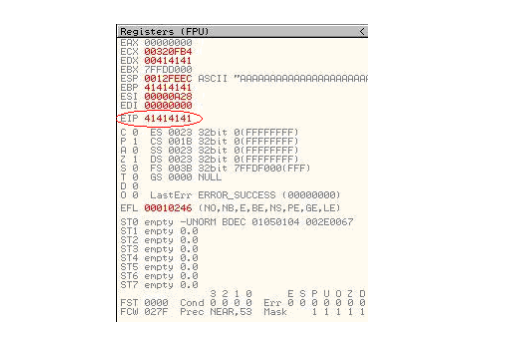 Registers (FPU) <
EAX 00000000
ECX 00320FB4
EDX 00414141
EBX 7FFDD000
ESP 0012FEEC ASCII "AAAAAAAAAAAAAAAAAAAAA
EBP 41414141
ESI 00000A28
EDI 00000000
EIP 41414141
C 0 ES 0023 32bit 0(FFFFFFFF)
P 1 CS 001B 32bit 0(FFFFFFFF)
A 0 SS 0023 32bit 0(FFFFFFFF)
Z 1 DS 0023 32bit 0(FFFFFFFF)
S 0 FS 003B 32bit 7FFDF000(FFF)
T 0 GS 0000 NULL
D 0
O 0 LastErr ERROR_SUCCESS (00000000)
EFL 00010246 (NO,NB,E,BE,NS,PE,GE,LE)
ST0 empty -UNORM BDEC 01050104 002E0067
ST1 empty 0.0
ST2 empty 0.0
ST3 empty 0.0
ST4 empty 0.0
ST5 empty 0.0
ST6 empty 0.0
ST7 empty 0.0
3 2 1 0 E S P U O Z D
FST 0000 Cond 0 0 0 0 Err 0 0 0 0 0 0 0
FCW 027F Prec NEAR,53 Mask 1 1 1 1 1